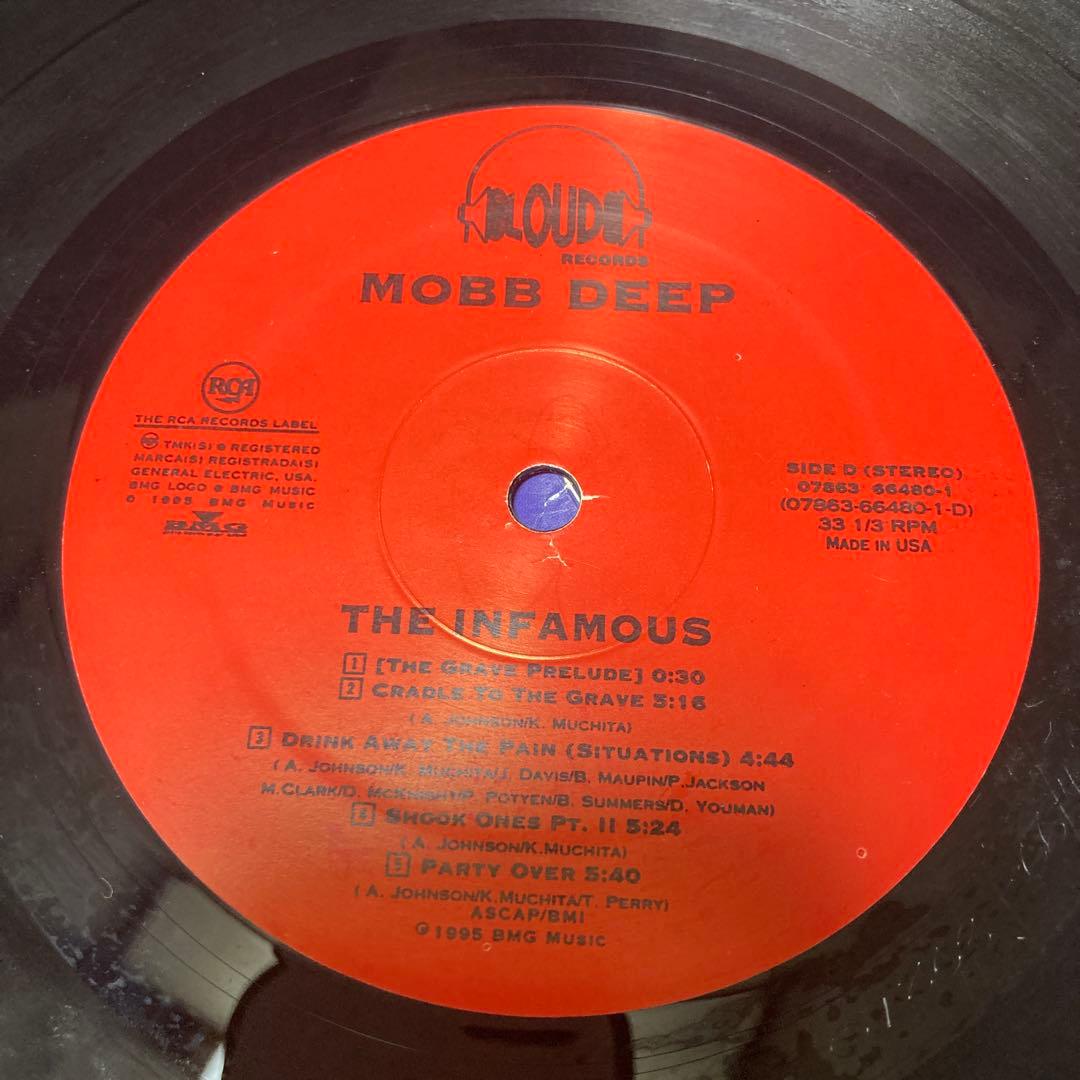 LOUD
RECORDS
MOBB DEEP
RCA
THE RCA RECORDS LABEL
TMK(S) ® REGISTERED
MARCA(S) REGISTRADA(S)
GENERAL ELECTRIC, USA.
BMG LOGO ® BMG MUSIC
© 1995 BMG MUSIC
BMG
SIDE D (STEREO)
07863 66480-1
(07863-66480-1-D)
33 1/3 RPM
MADE IN USA
THE INFAMOUS
1 [THE GRAVE PRELUDE] 0:30
2 CRADLE TO THE GRAVE 5:16
( A. JOHNSON/K. MUCHITA)
3 DRINK AWAY THE PAIN (SITUATIONS) 4:44
( A. JOHNSON/K. MUCHITA/J. DAVIS/B. MAUPIN/P.JACKSON
M.CLARK/D. MCKNIGHT/P. POTYEN/B. SUMMERS/D. YOUMAN)
4 SHOOK ONES PT. II 5:24
( A. JOHNSON/K.MUCHITA)
5 PARTY OVER 5:40
( A. JOHNSON/K.MUCHITA/T. PERRY)
ASCAP/BMI
℗1995 BMG MUSIC